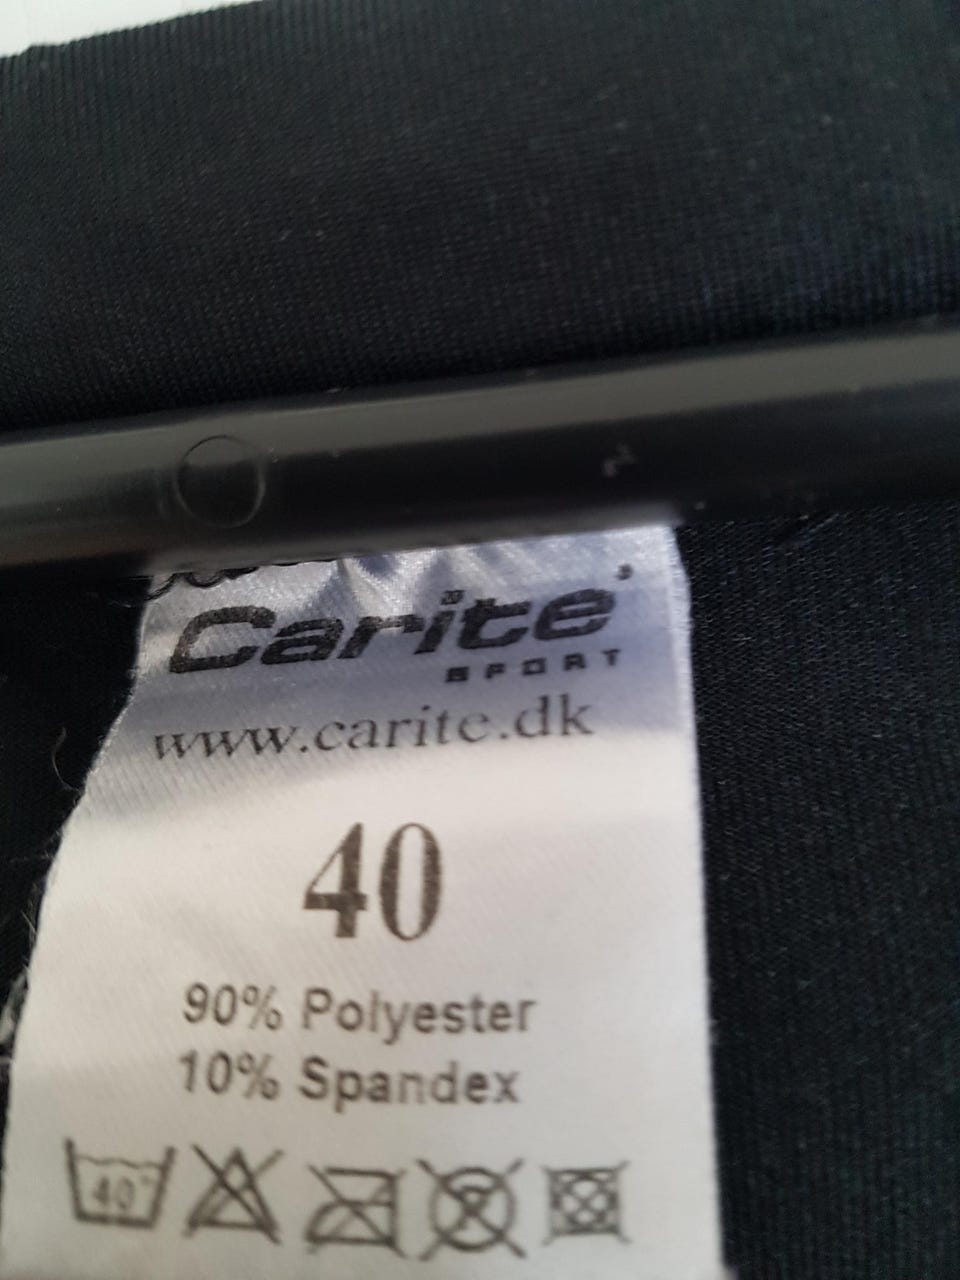 Carite
SPORT
www.carite.dk
40
90% Polyester
10% Spandex
40°